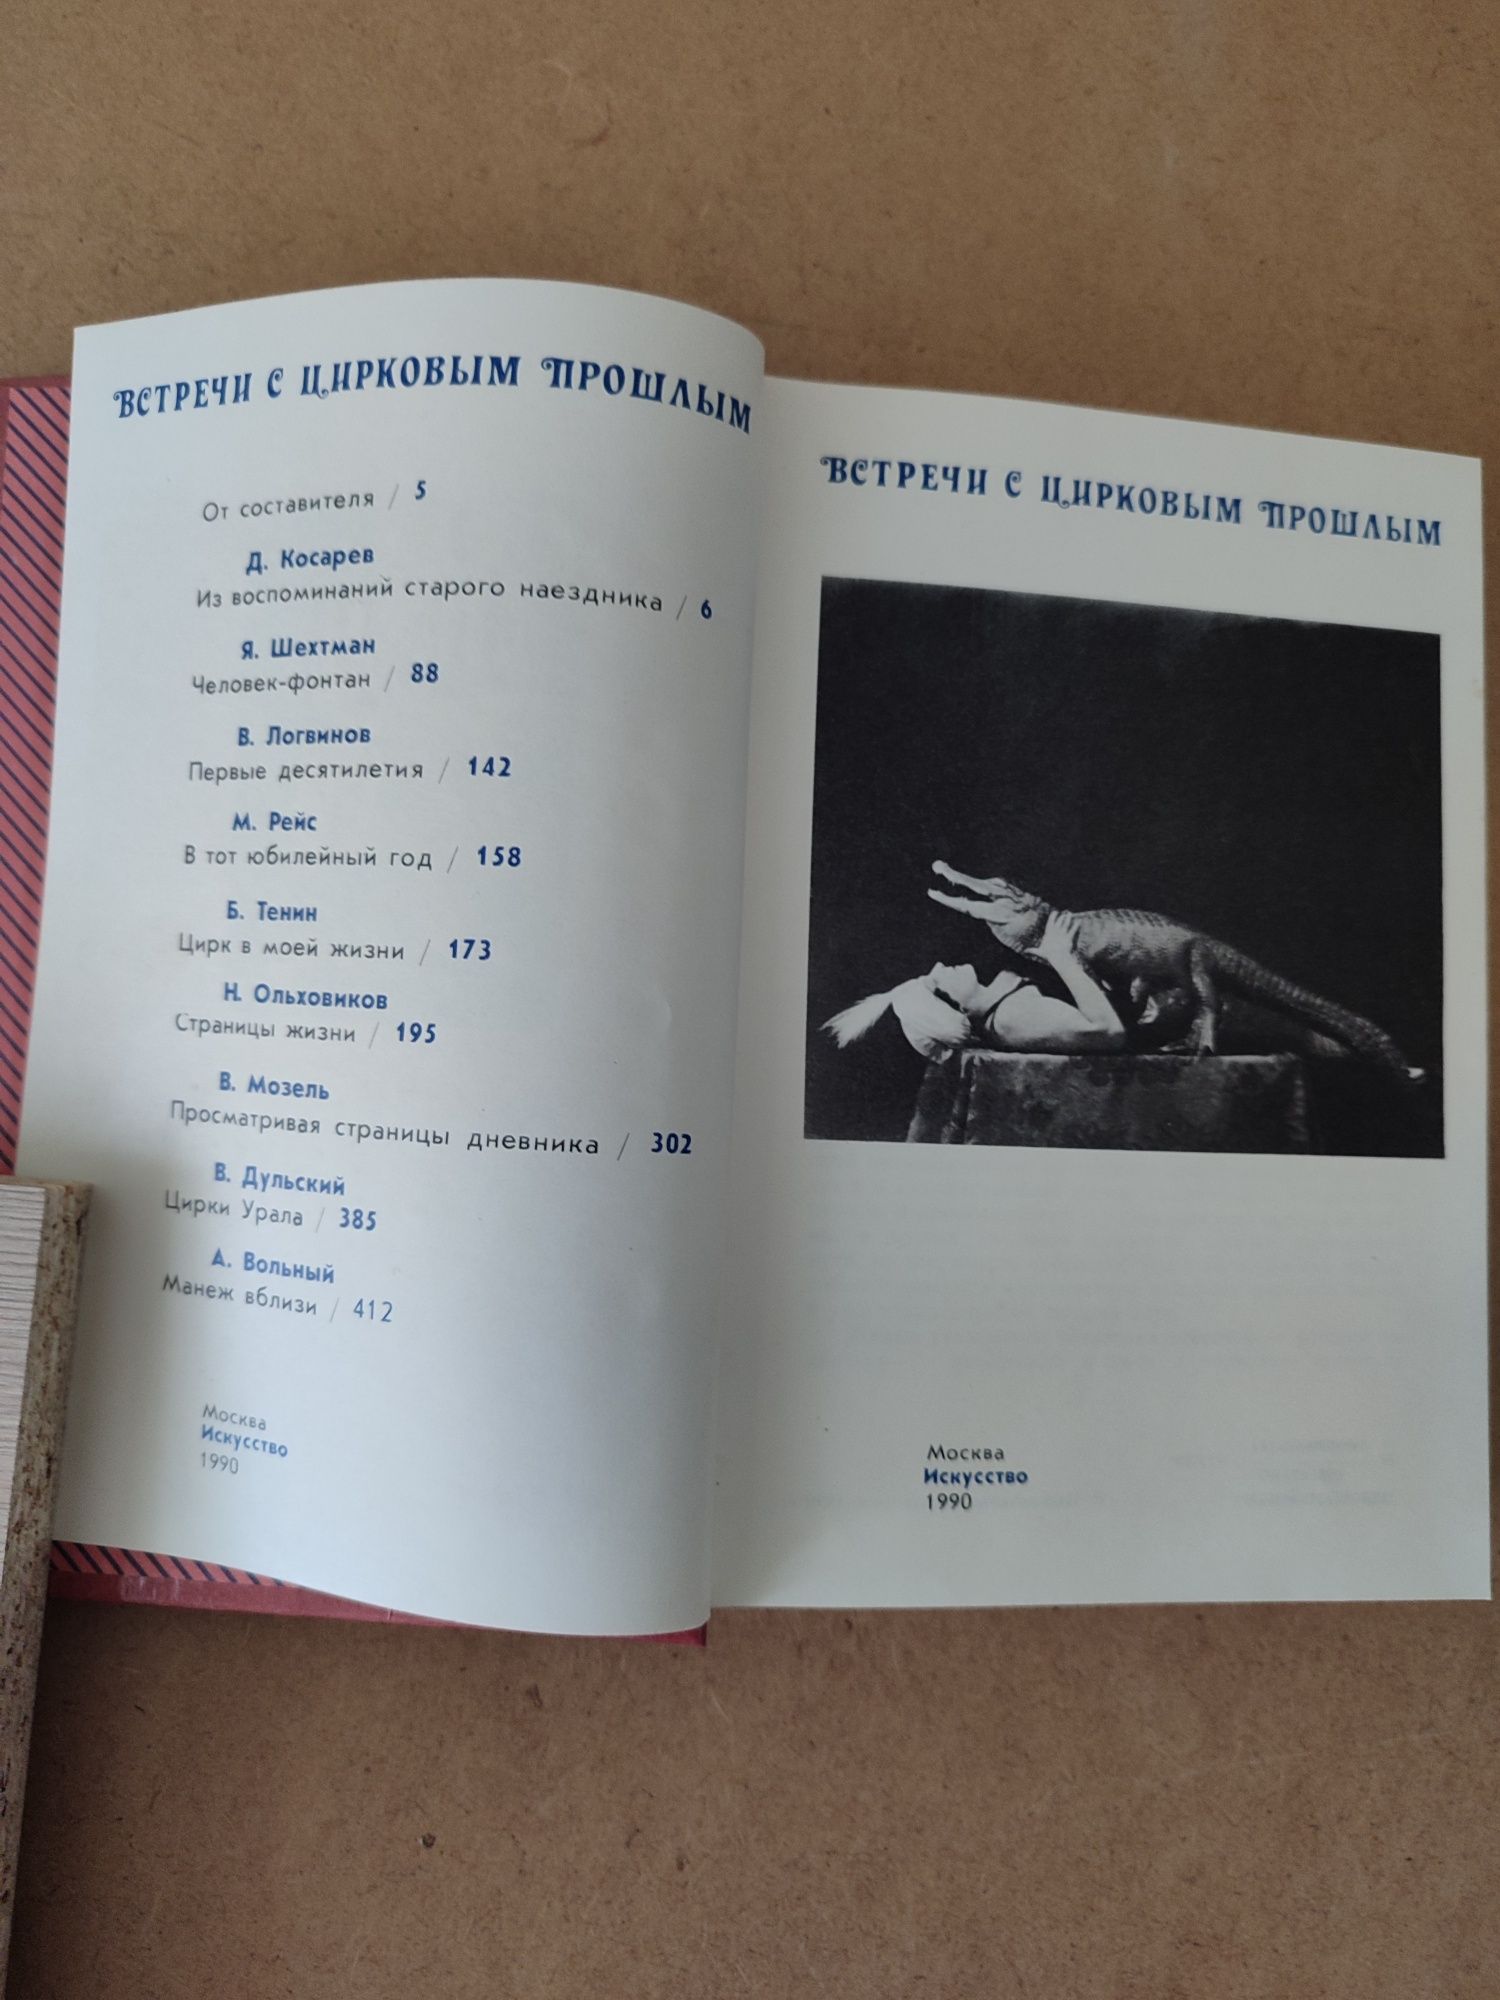 ВСТРЕЧИ С ЦИРКОВЫМ ПРОШЛЫМ
От составителя / 5
Д. Косарев
Из воспоминаний старого наездника / 6
Я. Шехтман
Человек-фонтан / 88
В. Логвинов
Первые десятилетия / 142
М. Рейс
В тот юбилейный год / 158
Б. Тенин
Цирк в моей жизни / 173
Н. Ольховиков
Страницы жизни / 195
В. Мозель
Просматривая страницы дневника / 302
В. Дульский
Цирки Урала / 385
А. Вольный
Манеж вблизи / 412
Москва
Искусство
1990
ВСТРЕЧИ С ЦИРКОВЫМ ПРОШЛЫМ
Москва
Искусство
1990